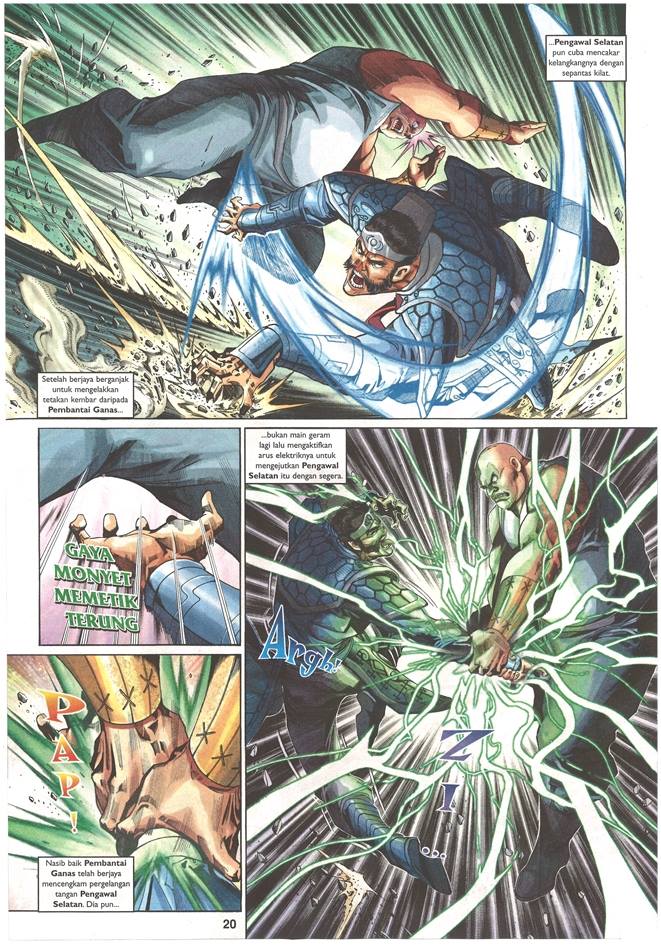 Setelah berjaya berganjak
untuk mengelakkan
tetakan kembar daripada
Pembantai Ganas...
...Pengawal Selatan
pun cuba mencakar
kelangkangnya dengan
sepantas kilat.
GAYA
MONYET
MEMETIK
TERUNG
PAP!
Nasib baik Pembantai
Ganas telah berjaya
mencengkam pergelangan
tangan Pengawal
Selatan. Dia pun...
...bukan main geram
lagi lalu mengaktifkan
arus elektriknya untuk
mengejutkan Pengawal
Selatan itu dengan segera.
Argh!
ZI
20